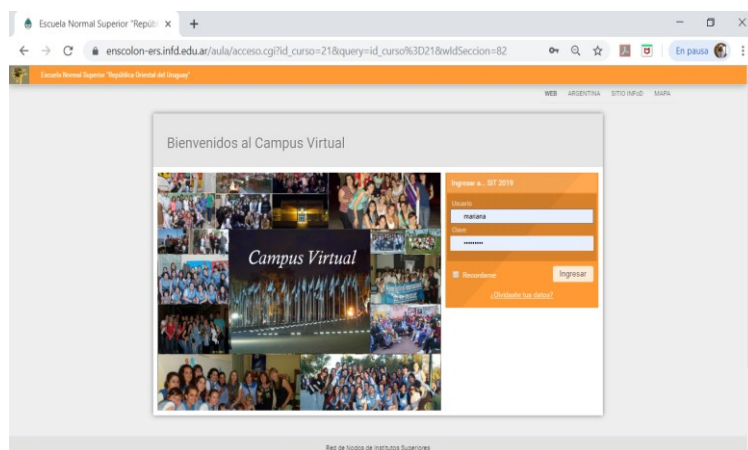 Escuela Normal Superior "Repúbl
enscolon-ers.infd.edu.ar/aula/acceso.cgi?id_curso=21&query=id_curso%3D21&wIdSeccion=82
En pausa
Escuela Normal Superior "República Oriental del Uruguay"
WEB ARGENTINA SITIO INFoD MAPA
Bienvenidos al Campus Virtual
Campus Virtual
Ingresar a... SIT 2019
Usuario
mariana
Clave
Recordarme
Ingresar
¿Olvidaste tus datos?
Red de Nodos de Institutos Superiores